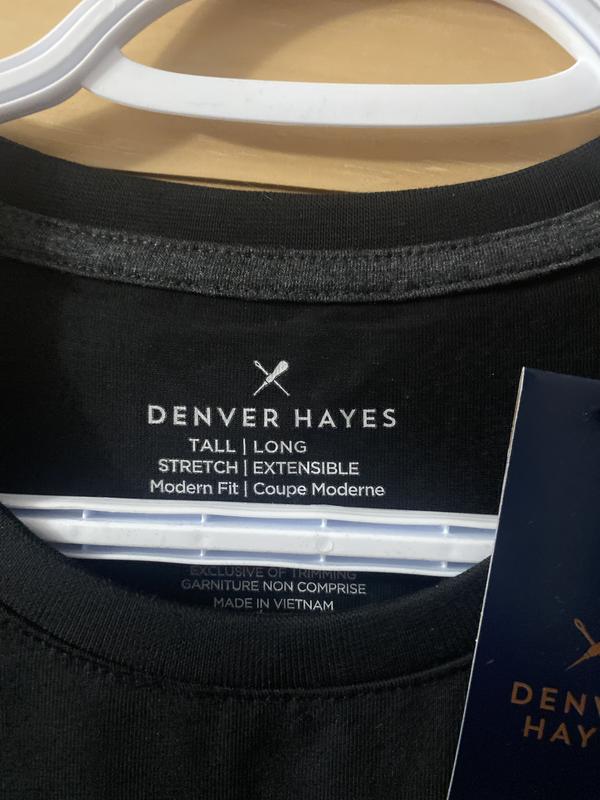 DENVER HAYES
TALL | LONG
STRETCH | EXTENSIBLE
Modern Fit | Coupe Moderne
EXCLUSIVE OF TRIMMING
GARNITURE NON COMPRISE
MADE IN VIETNAM
DENV
HAY